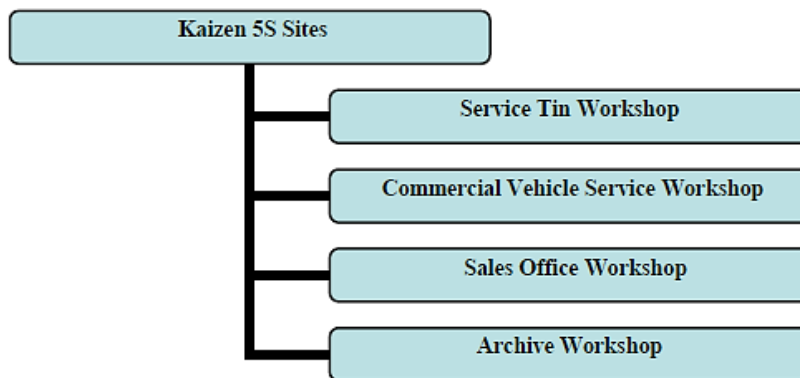 Kaizen 5S Sites
Service Tin Workshop
Commercial Vehicle Service Workshop
Sales Office Workshop
Archive Workshop